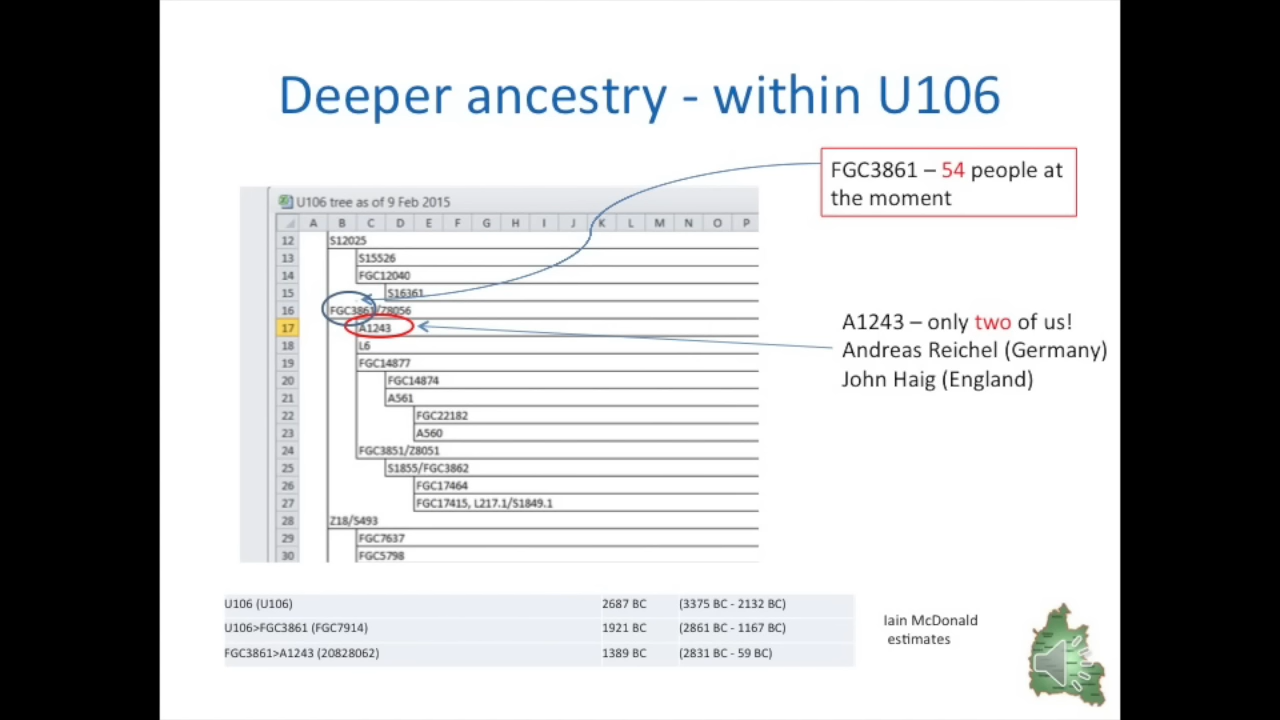 Deeper ancestry - within U106
FGC3861 – 54 people at
the moment
U106 tree as of 9 Feb 2015
A B C D E F G H I J K L M N O P
12 S12025
13 S15526
14 FGC12040
15 S16361
16 FGC3861/Z8056
17 A1243
18 L6
19 FGC14877
20 FGC14874
21 A561
22 FGC22182
23 A560
24 FGC3851/Z8051
25 S1855/FGC3862
26 FGC17464
27 FGC17415, L217.1/S1849.1
28 Z18/S493
29 FGC7637
30 FGC5798
A1243 – only two of us!
Andreas Reichel (Germany)
John Haig (England)
U106 (U106) 2687 BC (3375 BC - 2132 BC)
U106>FGC3861 (FGC7914) 1921 BC (2861 BC - 1167 BC)
FGC3861>A1243 (20828062) 1389 BC (2831 BC - 59 BC)
Iain McDonald
estimates